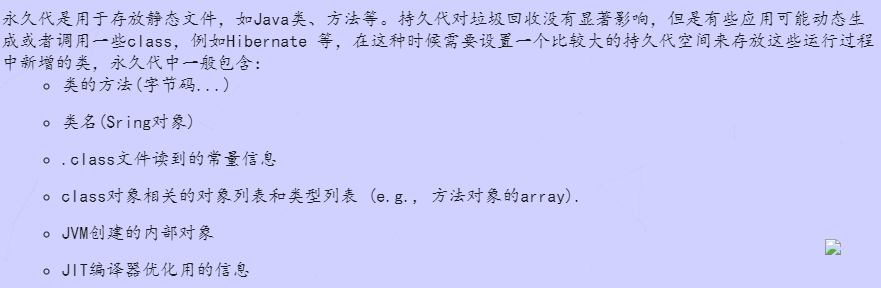 永久代是用于存放静态文件，如Java类、方法等。持久代对垃圾回收没有显著影响，但是有些应用可能动态生
成或者调用一些class，例如Hibernate 等，在这种时候需要设置一个比较大的持久代空间来存放这些运行过程
中新增的类，永久代中一般包含：
类的方法(字节码...)
类名(Sring对象)
.class文件读到的常量信息
class对象相关的对象列表和类型列表 (e.g., 方法对象的array).
JVM创建的内部对象
JIT编译器优化用的信息